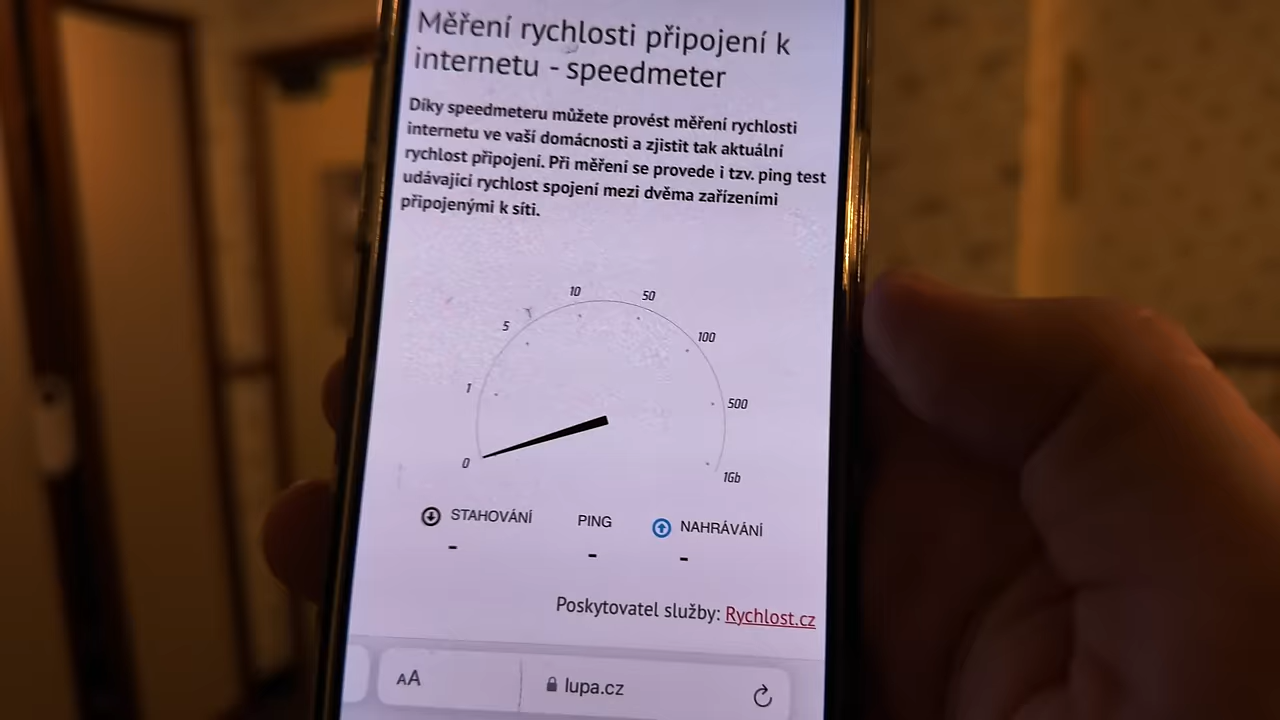 Měření rychlosti připojení k
internetu - speedmeter
Díky speedmeteru můžete provést měření rychlosti
internetu ve vaší domácnosti a zjistit tak aktuální
rychlost připojení. Při měření se provede i tzv. ping test
udávající rychlost spojení mezi dvěma zařízeními
připojenými k síti.
0
1
5
10
50
100
500
1Gb
STAHOVÁNÍ PING NAHRÁVÁNÍ
- - -
Poskytovatel služby: Rychlost.cz
AA lupa.cz